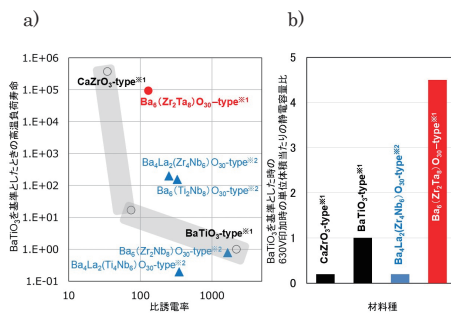 a)
BaTiO₃を基準としたときの高温負荷寿命
1.E+06
1.E+05
1.E+04
1.E+03
1.E+02
1.E+01
1.E+00
1.E-01
CaZrO₃-type※1
Ba₆(Zr₂Ta₈)O₃₀–type※1
Ba₄La₂(Zr₄Nb₆)O₃₀-type※2
Ba₆(Ti₂Nb₈)O₃₀-type※2
BaTiO₃-type※1
Ba₆(Zr₂Nb₈)O₃₀-type※2
Ba₄La₂(Ti₄Nb₆)O₃₀-type※2
10
100
1000
比誘電率
b)
BaTiO₃を基準とした時の
630V印加時の単位体積当たりの静電容量比
5
4
3
2
1
0
CaZrO₃-type※1
BaTiO₃-type※1
Ba₄La₂(Zr₄Nb₆)O₃₀-type※2
Ba₆(Zr₂Ta₈)O₃₀-type※1
材料種